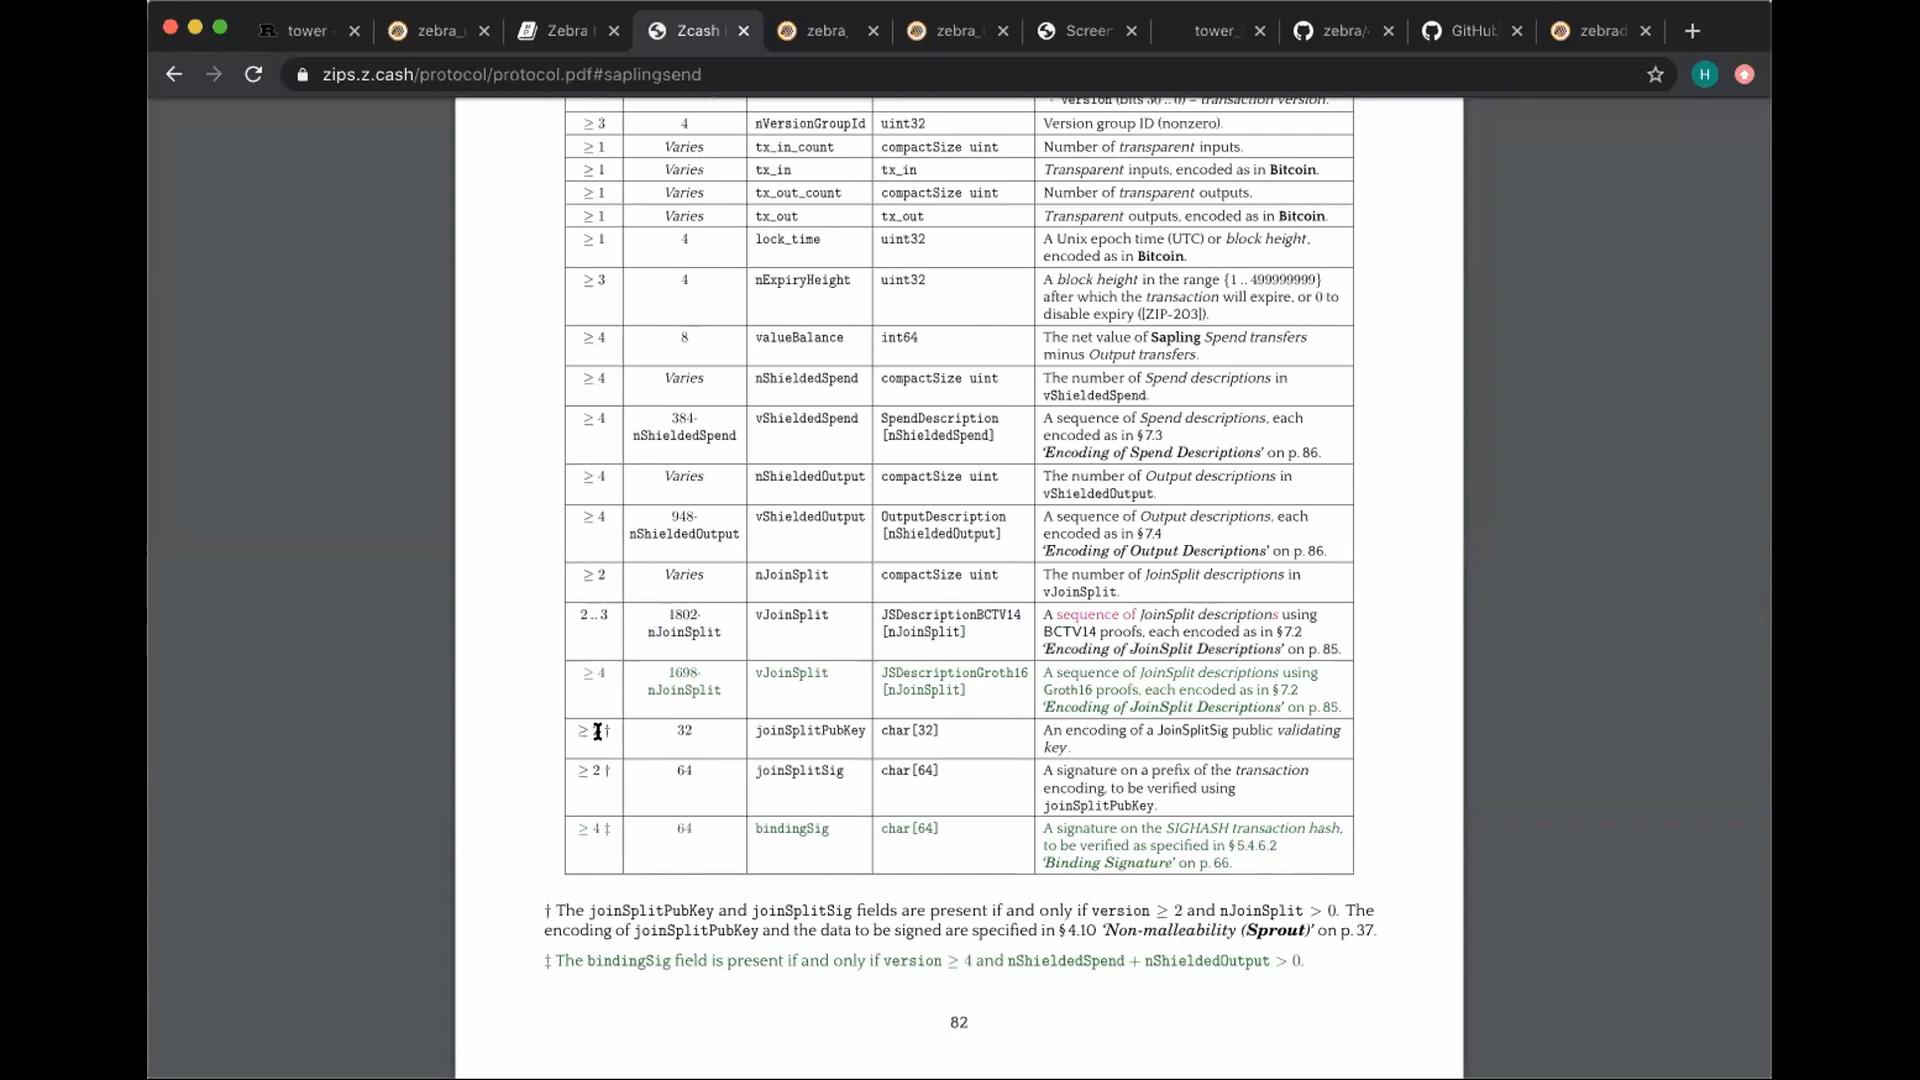 tower
zebra_
Zebra
Zcash
zebra,
zebra_
Screen
tower_
zebra/
GitHub
zebrad
zips.z.cash/protocol/protocol.pdf#saplingsend
H
· version (bits 30 .. 0) – transaction version.
≥ 3 4 nVersionGroupId uint32 Version group ID (nonzero).
≥ 1 Varies tx_in_count compactSize uint Number of transparent inputs.
≥ 1 Varies tx_in tx_in Transparent inputs, encoded as in Bitcoin.
≥ 1 Varies tx_out_count compactSize uint Number of transparent outputs.
≥ 1 Varies tx_out tx_out Transparent outputs, encoded as in Bitcoin.
≥ 1 4 lock_time uint32 A Unix epoch time (UTC) or block height,
encoded as in Bitcoin.
≥ 3 4 nExpiryHeight uint32 A block height in the range {1 .. 499999999}
after which the transaction will expire, or 0 to
disable expiry ([ZIP-203]).
≥ 4 8 valueBalance int64 The net value of Sapling Spend transfers
minus Output transfers.
≥ 4 Varies nShieldedSpend compactSize uint The number of Spend descriptions in
vShieldedSpend.
≥ 4 384· vShieldedSpend SpendDescription A sequence of Spend descriptions, each
nShieldedSpend [nShieldedSpend] encoded as in § 7.3
‘Encoding of Spend Descriptions’ on p. 86.
≥ 4 Varies nShieldedOutput compactSize uint The number of Output descriptions in
vShieldedOutput.
≥ 4 948· vShieldedOutput OutputDescription A sequence of Output descriptions, each
nShieldedOutput [nShieldedOutput] encoded as in § 7.4
‘Encoding of Output Descriptions’ on p. 86.
≥ 2 Varies nJoinSplit compactSize uint The number of JoinSplit descriptions in
vJoinSplit.
2 .. 3 1802· vJoinSplit JSDescriptionBCTV14 A sequence of JoinSplit descriptions using
nJoinSplit [nJoinSplit] BCTV14 proofs, each encoded as in § 7.2
‘Encoding of JoinSplit Descriptions’ on p. 85.
≥ 4 1698· vJoinSplit JSDescriptionGroth16 A sequence of JoinSplit descriptions using
nJoinSplit [nJoinSplit] Groth16 proofs, each encoded as in § 7.2
‘Encoding of JoinSplit Descriptions’ on p. 85.
≥ † 32 joinSplitPubKey char[32] An encoding of a JoinSplitSig public validating
key.
≥ 2 † 64 joinSplitSig char[64] A signature on a prefix of the transaction
encoding, to be verified using
joinSplitPubKey.
≥ 4 ‡ 64 bindingSig char[64] A signature on the SIGHASH transaction hash,
to be verified as specified in § 5.4.6.2
‘Binding Signature’ on p. 66.
† The joinSplitPubKey and joinSplitSig fields are present if and only if version ≥ 2 and nJoinSplit > 0. The
encoding of joinSplitPubKey and the data to be signed are specified in § 4.10 ‘Non-malleability (Sprout)’ on p. 37.
‡ The bindingSig field is present if and only if version ≥ 4 and nShieldedSpend + nShieldedOutput > 0.
82